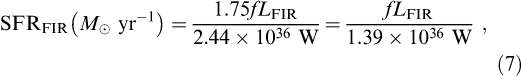 SFR_FIR(M_⊙ yr^−1) = 1.75fL_FIR / 2.44 × 10^36 W = fL_FIR / 1.39 × 10^36 W ,
(7)